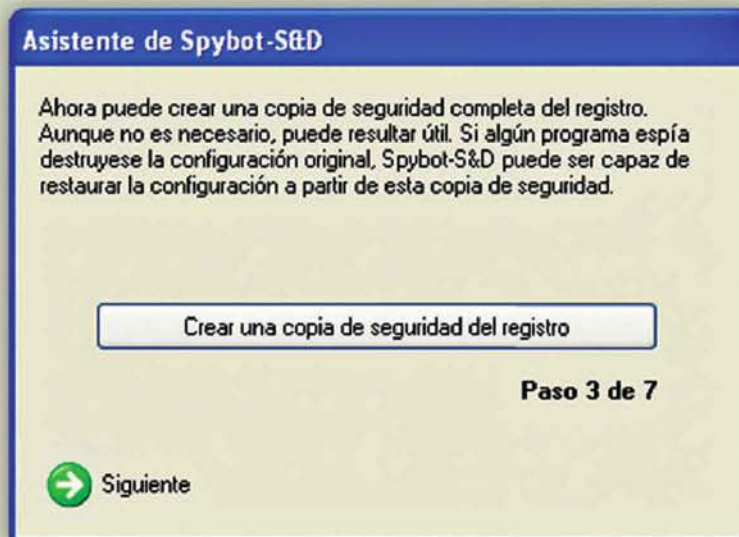 Asistente de Spybot-S&D
Ahora puede crear una copia de seguridad completa del registro.
Aunque no es necesario, puede resultar útil. Si algún programa espía
destruyese la configuración original, Spybot-S&D puede ser capaz de
restaurar la configuración a partir de esta copia de seguridad.
Crear una copia de seguridad del registro
Paso 3 de 7
Siguiente